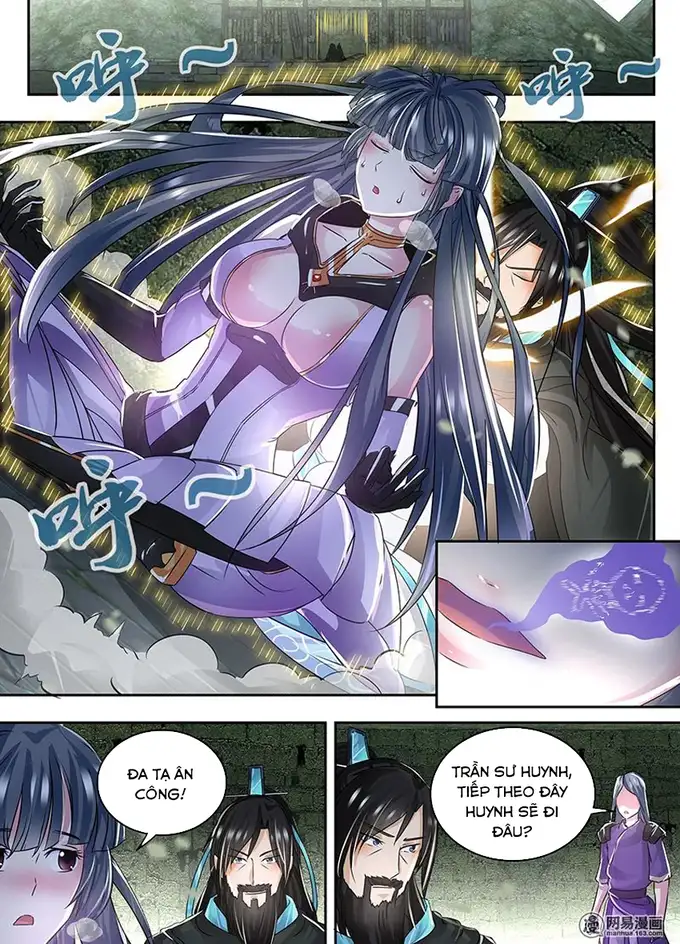 呼~
呼~
呼~
ĐA TẠ ÂN
CÔNG!
TRẦN SƯ HUYNH,
TIẾP THEO ĐÂY
HUYNH SẼ ĐI
ĐÂU?
网易漫画
manhua.163.com